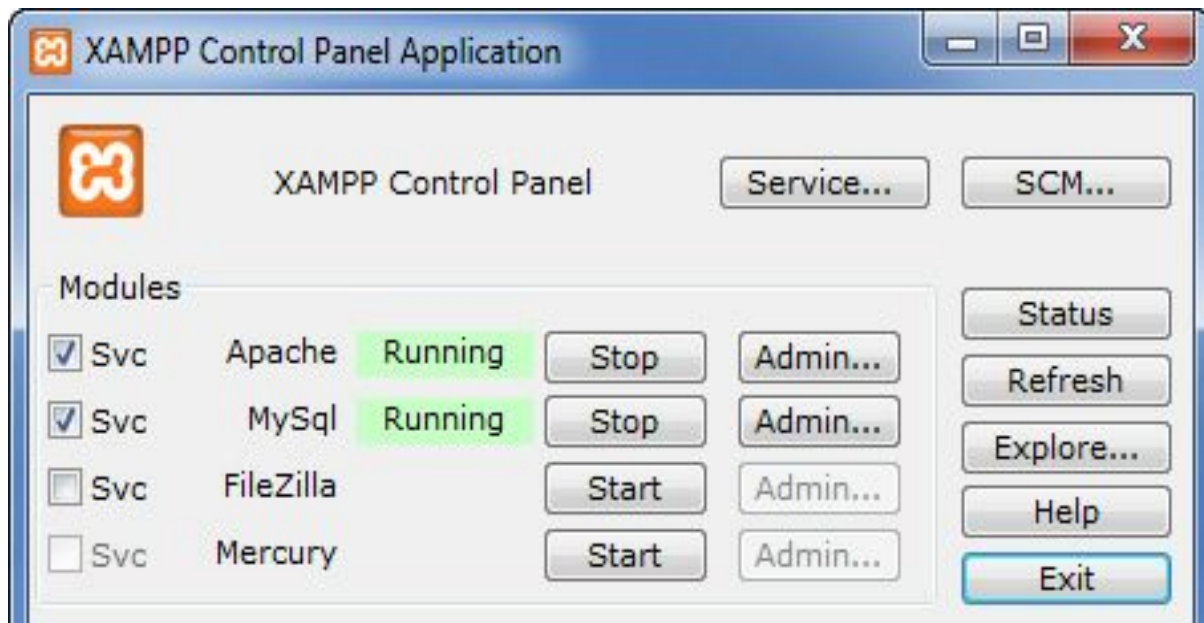 XAMPP Control Panel Application
XAMPP Control Panel Service... SCM...
Modules
Status
Svc Apache Running Stop Admin...
Refresh
Svc MySql Running Stop Admin...
Explore...
Svc FileZilla Start Admin...
Help
Svc Mercury Start Admin...
Exit